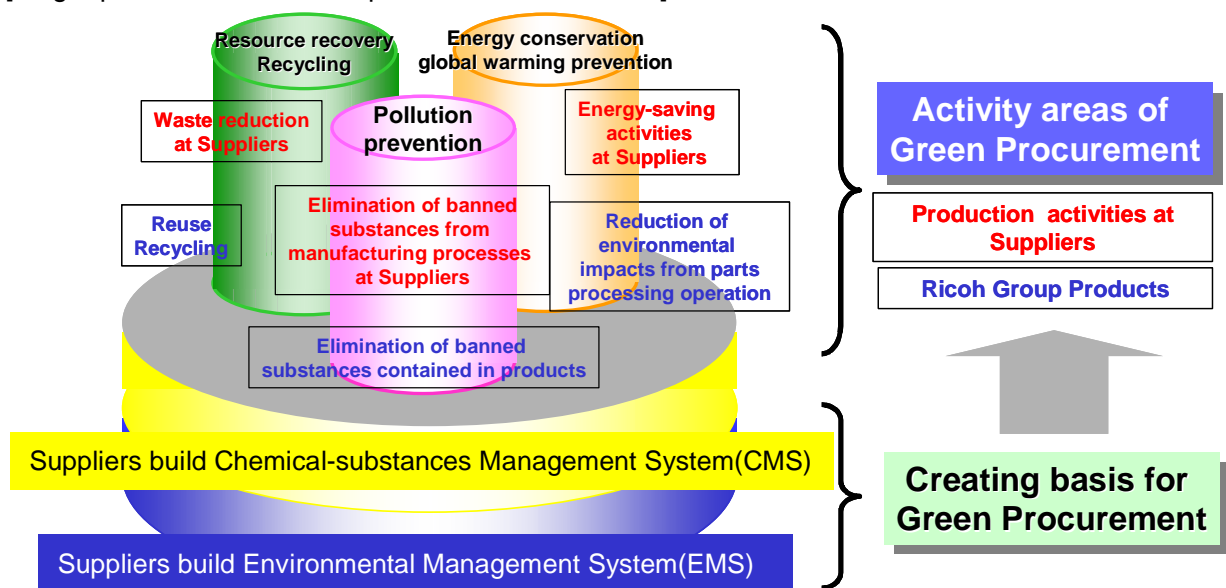 Resource recovery
Recycling
Energy conservation
global warming prevention
Waste reduction
at Suppliers
Pollution
prevention
Energy-saving
activities
at Suppliers
Reuse
Recycling
Elimination of banned
substances from
manufacturing processes
at Suppliers
Reduction of
environmental
impacts from parts
processing operation
Elimination of banned
substances contained in products
Suppliers build Chemical-substances Management System(CMS)
Suppliers build Environmental Management System(EMS)
Activity areas of
Green Procurement
Production activities at
Suppliers
Ricoh Group Products
Creating basis for
Green Procurement